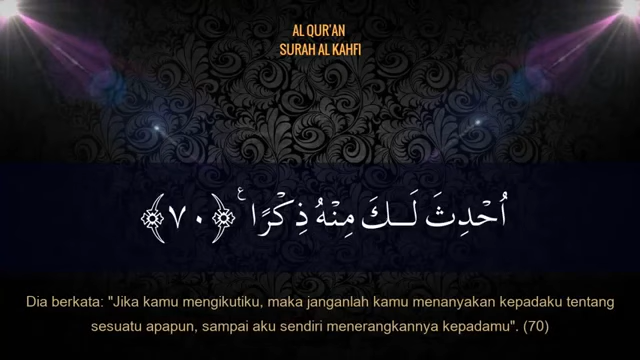 AL QUR'AN
SURAH AL KAHFI
اُحْدِثَ لَــكَ مِنْهُ ذِكْرًا ࣖ ﴿٧٠﴾
Dia berkata: "Jika kamu mengikutiku, maka janganlah kamu menanyakan kepadaku tentang
sesuatu apapun, sampai aku sendiri menerangkannya kepadamu". (70)